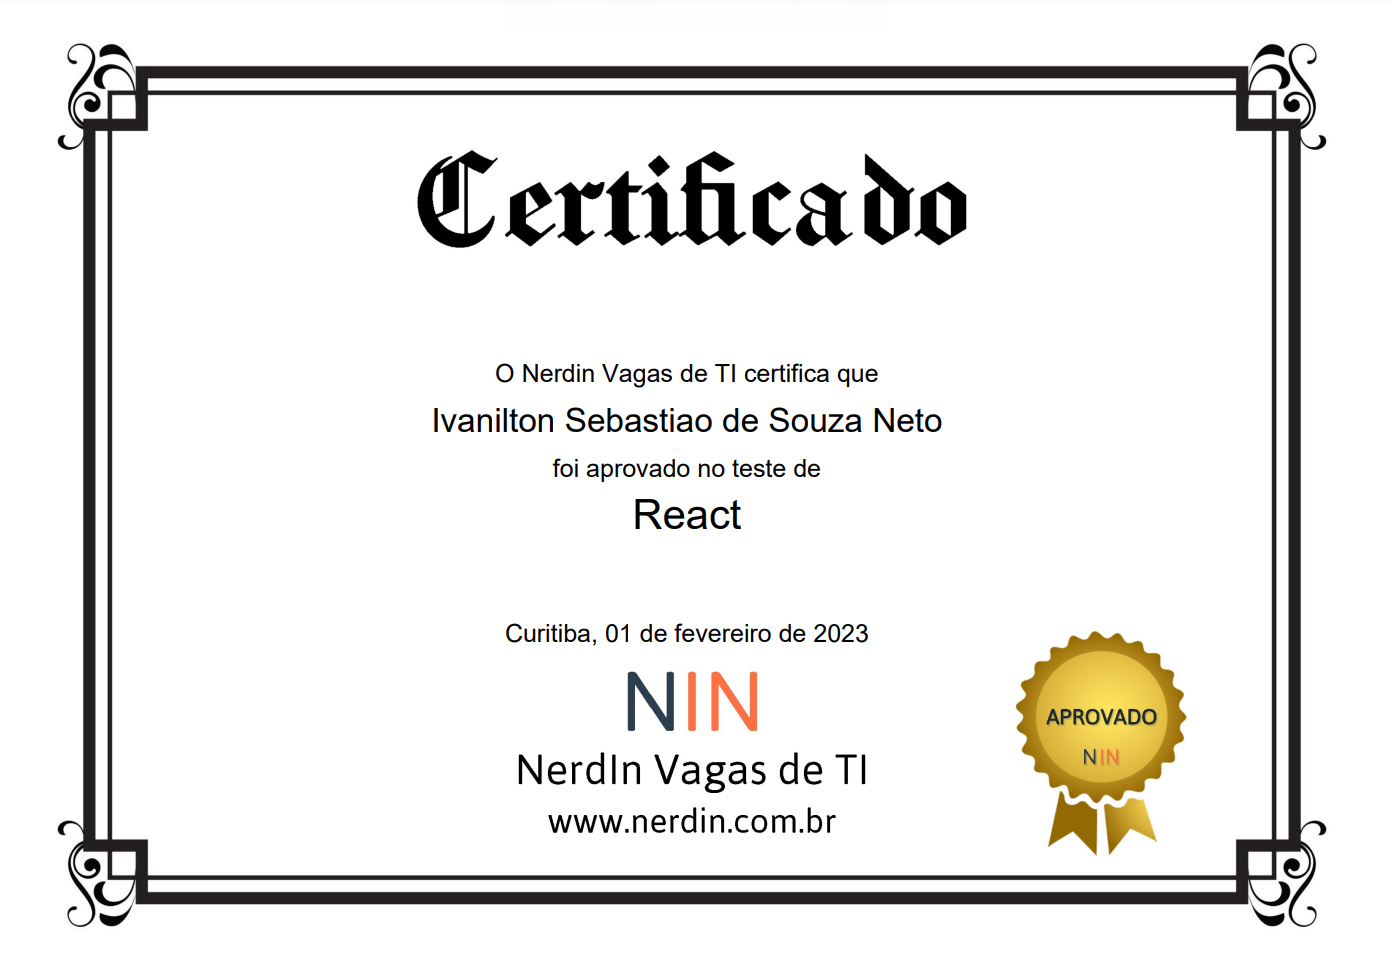 Certificado
O Nerdin Vagas de TI certifica que
Ivanilton Sebastiao de Souza Neto
foi aprovado no teste de
React
Curitiba, 01 de fevereiro de 2023
NIN
NerdIn Vagas de TI
www.nerdin.com.br
APROVADO
NIN